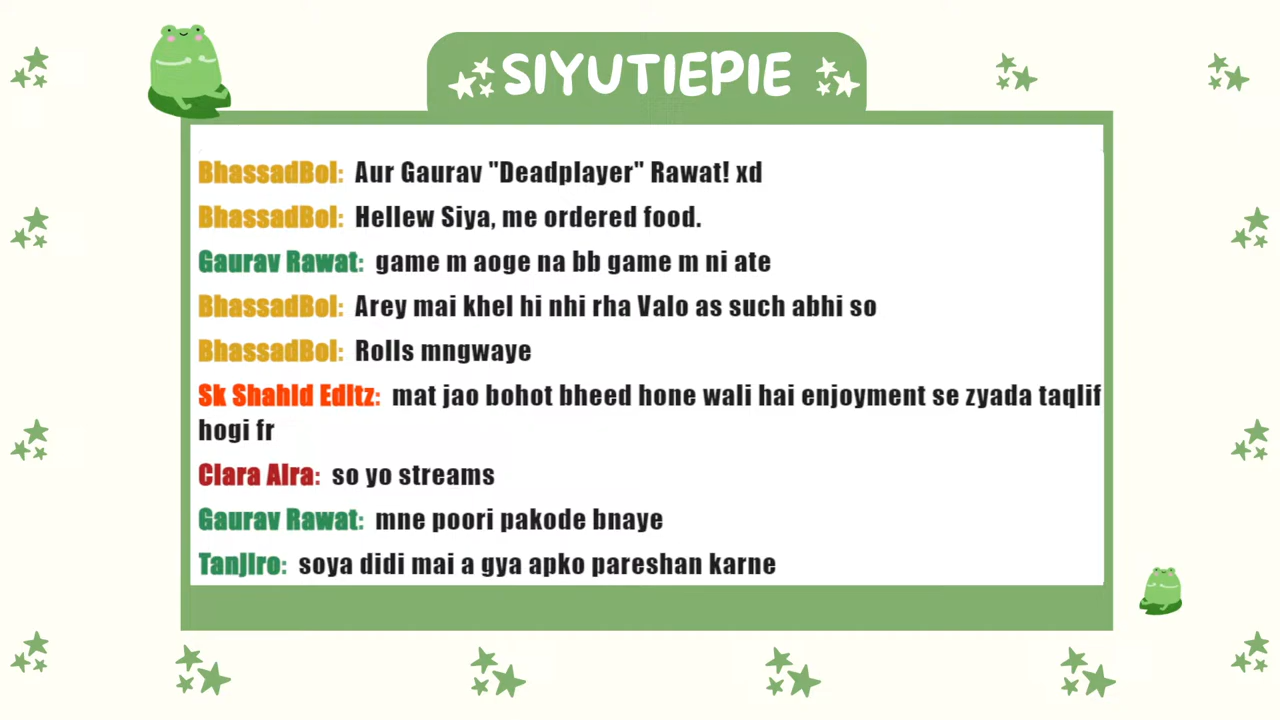 SIYUTIEPIE
BhassadBol: Aur Gaurav "Deadplayer" Rawat! xd
BhassadBol: Hellew Siya, me ordered food.
Gaurav Rawat: game m aoge na bb game m ni ate
BhassadBol: Arey mai khel hi nhi rha Valo as such abhi so
BhassadBol: Rolls mngwaye
Sk Shahid Editz: mat jao bohot bheed hone wali hai enjoyment se zyada taqlif
hogi fr
Clara Aira: so yo streams
Gaurav Rawat: mne poori pakode bnaye
Tanjiro: soya didi mai a gya apko pareshan karne